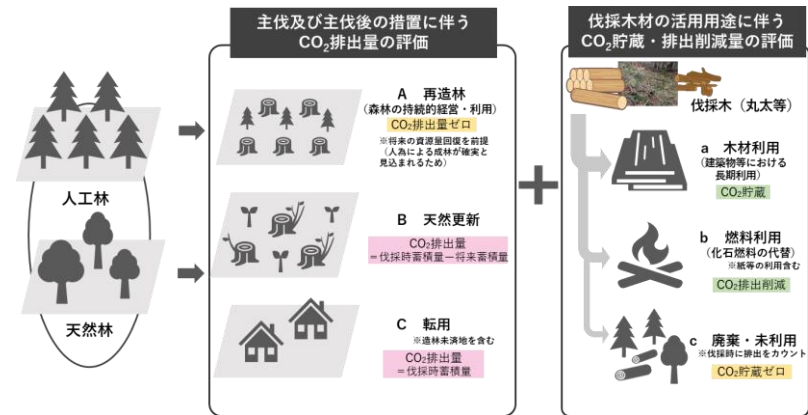 主伐及び主伐後の措置に伴う
CO₂排出量の評価
人工林
天然林
A 再造林
(森林の持続的経営・利用)
CO₂排出量ゼロ
※将来の資源量回復を前提
(人為による成林が確実と
見込まれるため)
B 天然更新
CO₂排出量
=伐採時蓄積量ー将来蓄積量
C 転用
※造林未済地を含む
CO₂排出量
=伐採時蓄積量
+
伐採木材の活用用途に伴う
CO₂貯蔵・排出削減量の評価
伐採木(丸太等)
a 木材利用
(建築物等における
長期利用)
CO₂貯蔵
b 燃料利用
(化石燃料の代替)
※紙等の利用含む
CO₂排出削減
c 廃棄・未利用
※伐採時に排出をカウント
CO₂貯蔵ゼロ